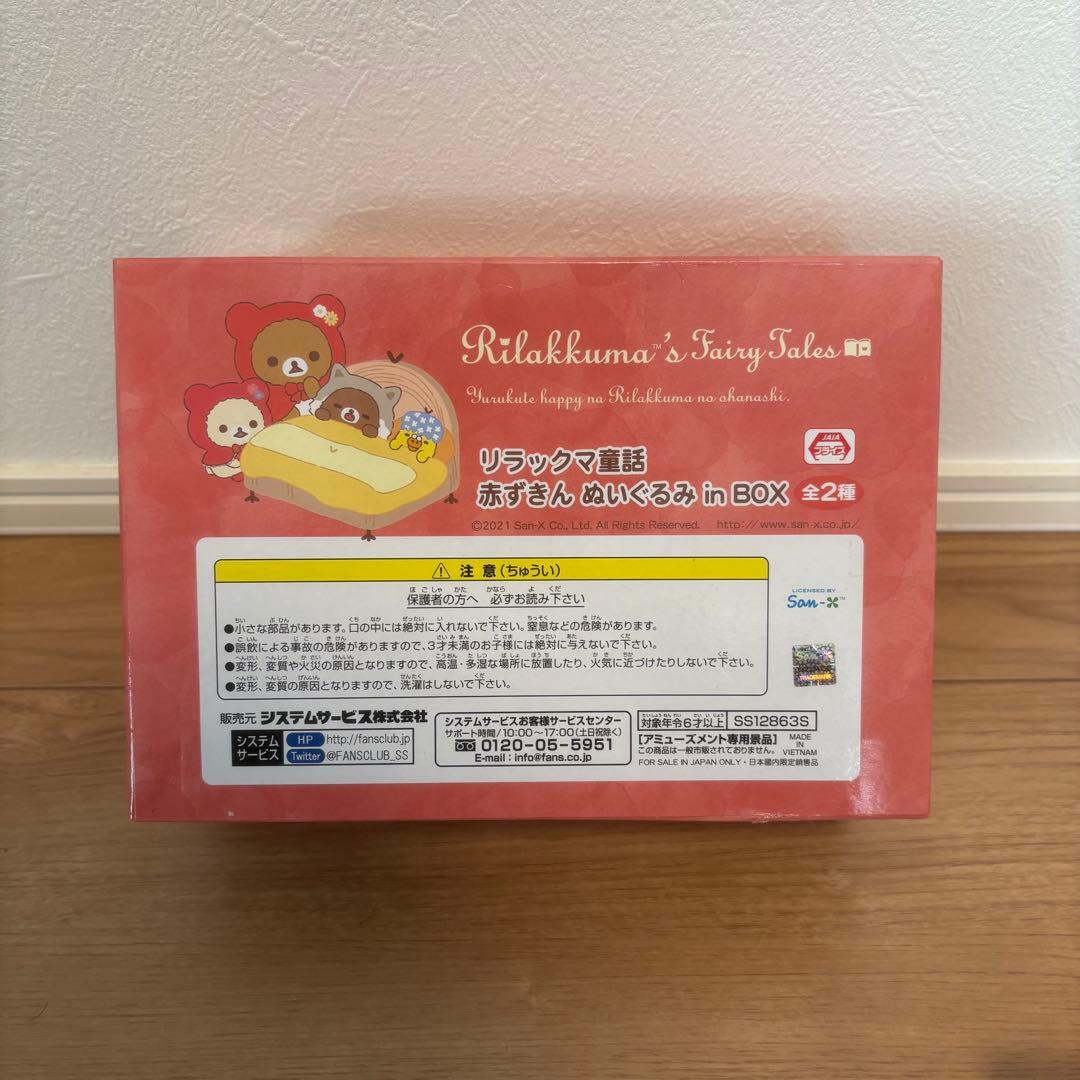 Rilakkuma™'s Fairy Tales
Yurukute happy na Rilakkuma no ohanashi.
リラックマ童話
赤ずきん ぬいぐるみ in BOX 全2種
JAIA
プライズ
©2021 San-X Co., Ltd. All Rights Reserved. http://www.san-x.co.jp/
注意(ちゅうい)
保護者の方へ 必ずお読み下さい
●小さな部品があります。口の中には絶対に入れないで下さい。窒息などの危険があります。
●誤飲による事故の危険がありますので、3才未満のお子様には絶対に与えないで下さい。
●変形、変質や火災の原因となりますので、高温・多湿な場所に放置したり、火気に近づけたりしないで下さい。
●変形、変質の原因となりますので、洗濯はしないで下さい。
LICENSED BY
San-X™
TRADEMARK
販売元 システムサービス株式会社
システムサービス
HP http://fansclub.jp
Twitter @FANSCLUB_SS
システムサービスお客様サービスセンター
サポート時間/10:00~17:00(土日祝除く)
0120-05-5951
E-mail : info@fans.co.jp
対象年令6才以上 SS12863S
【アミューズメント専用景品】
この商品は一般市販されておりません。
MADE IN VIETNAM
FOR SALE IN JAPAN ONLY・日本國内限定銷售品